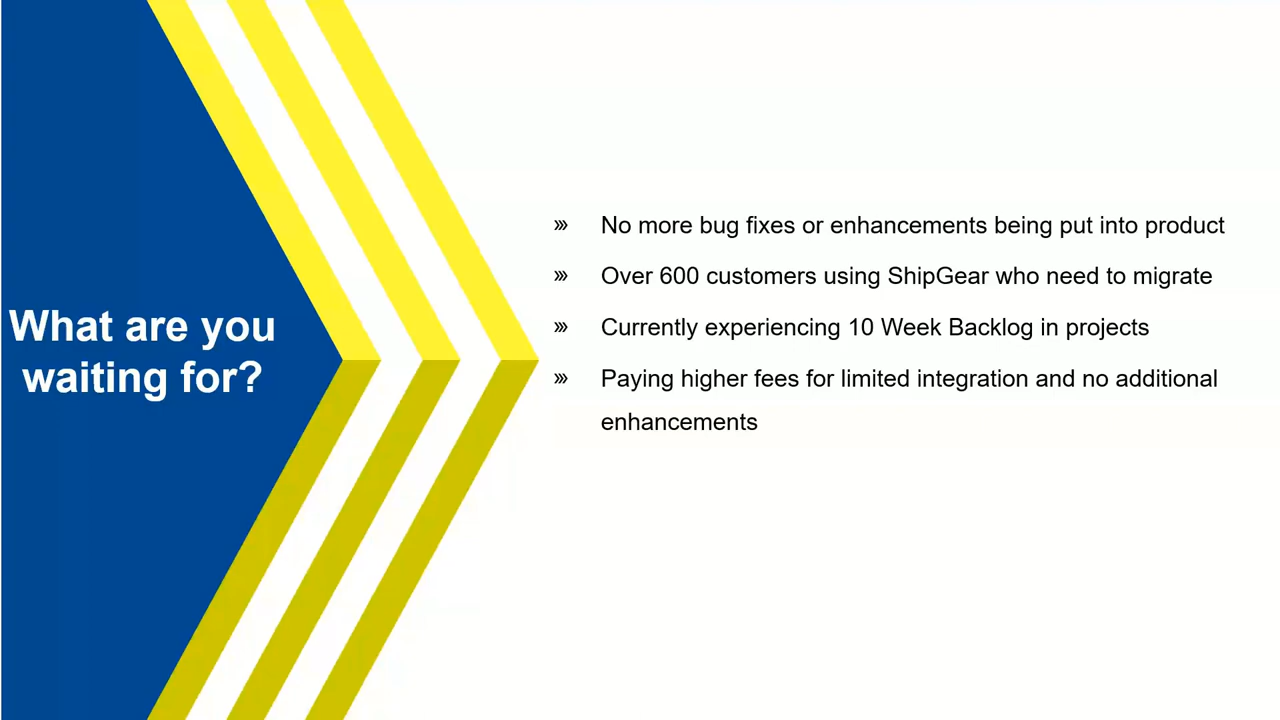 What are you
waiting for?
»» No more bug fixes or enhancements being put into product
»» Over 600 customers using ShipGear who need to migrate
»» Currently experiencing 10 Week Backlog in projects
»» Paying higher fees for limited integration and no additional
enhancements